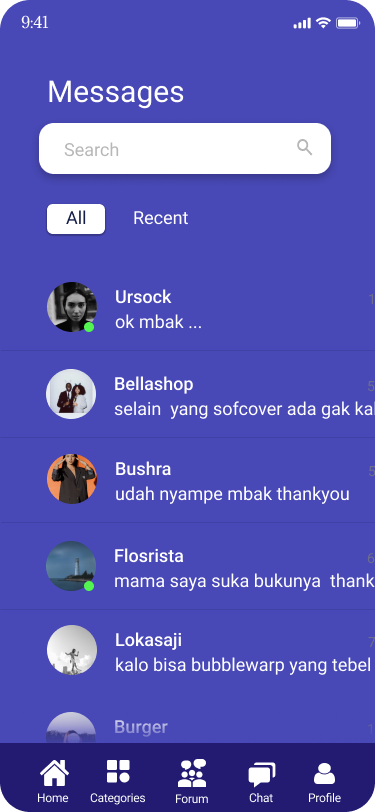 9:41
Messages
Search
All Recent
Ursock
ok mbak ...
Bellashop
selain  yang sofcover ada gak
Bushra
udah nyampe mbak thankyou
Flosrista
mama saya suka bukunya  thank
Lokasaji
kalo bisa bubblewarp yang tebel
Burger
Home Categories Forum Chat Profile